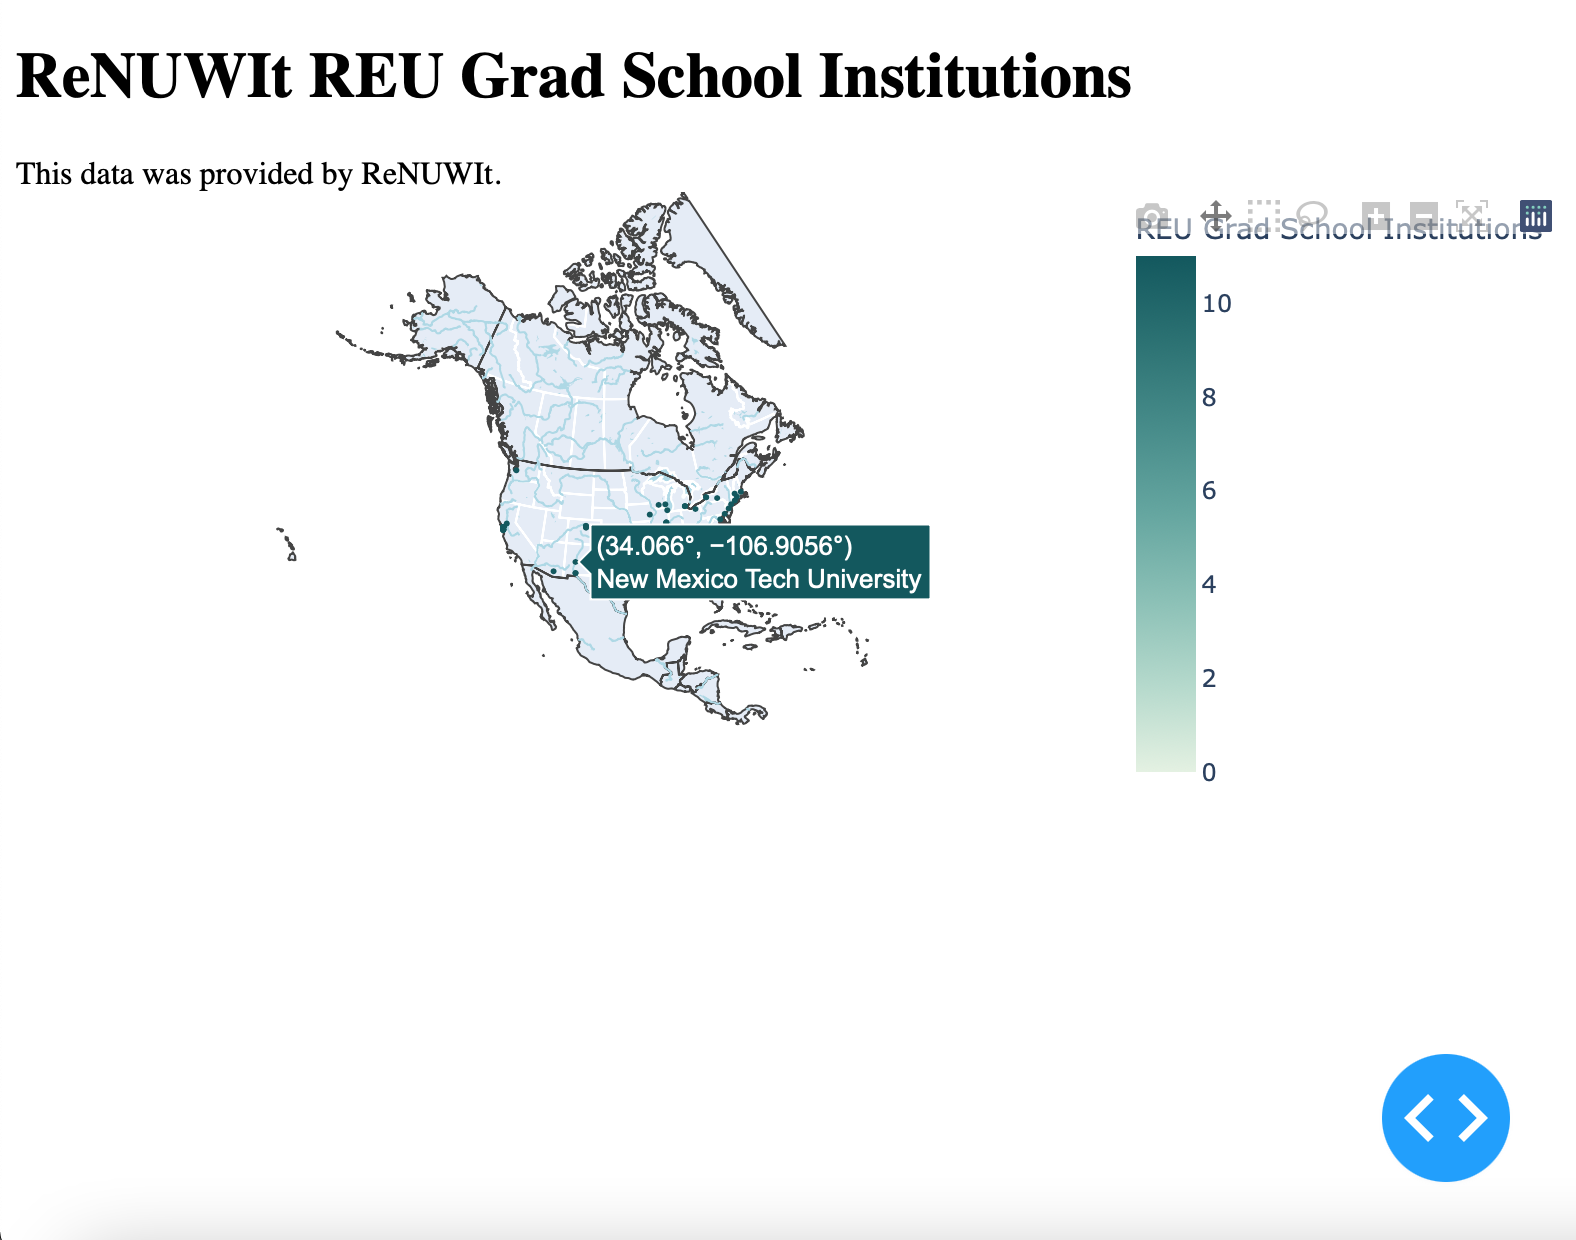 ReNUWIt REU Grad School Institutions
This data was provided by ReNUWIt.
REU Grad School Institutions
10
8
6
4
2
0
(34.066°, −106.9056°)
New Mexico Tech University